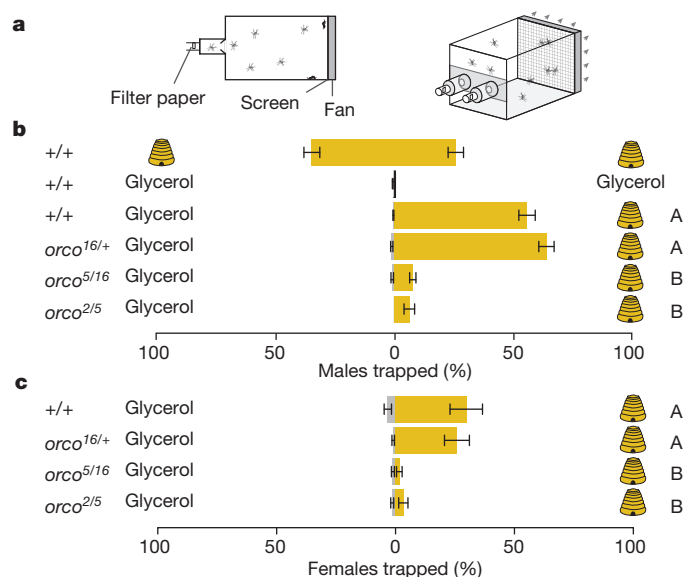 a
Filter paper
Screen
Fan
b
+/+
+/+ Glycerol Glycerol
+/+ Glycerol A
orco16/+ Glycerol A
orco5/16 Glycerol B
orco2/5 Glycerol B
100 50 0 50 100
Males trapped (%)
c
+/+ Glycerol A
orco16/+ Glycerol A
orco5/16 Glycerol B
orco2/5 Glycerol B
100 50 0 50 100
Females trapped (%)